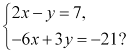 2x − y = 7,
−6x + 3y = −21?